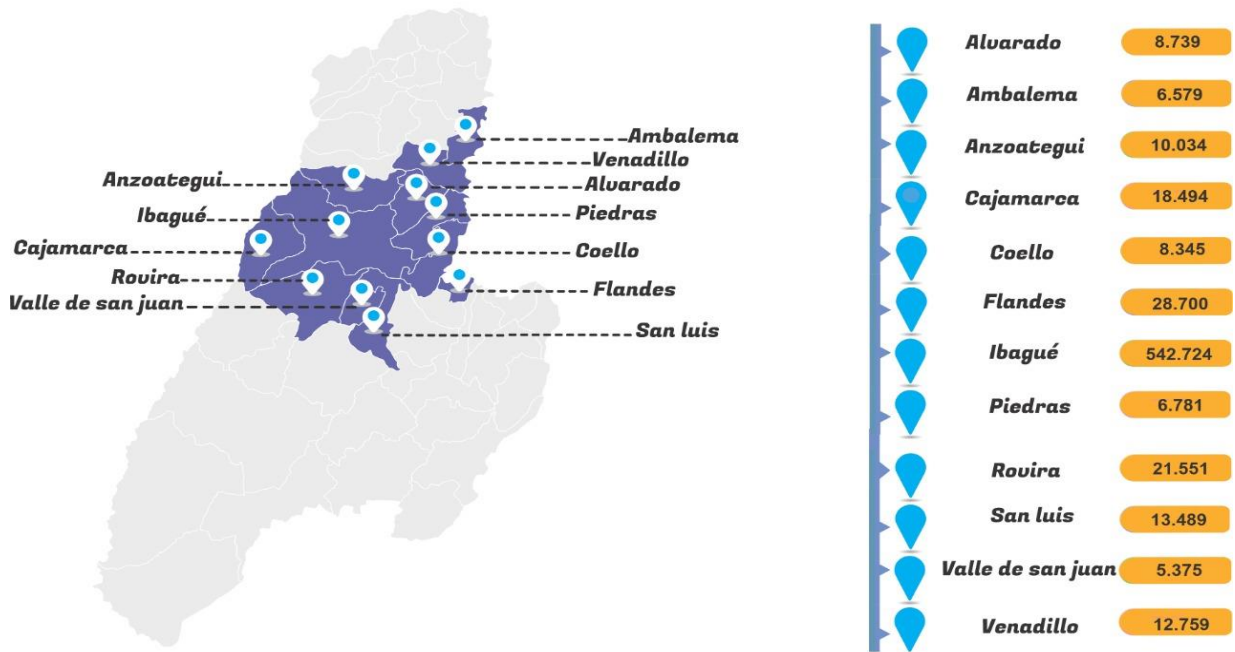 Ambalema
Venadillo
Anzoategui
Alvarado
Ibagué
Piedras
Cajamarca
Coello
Rovira
Flandes
Valle de san juan
San luis
Alvarado 8.739
Ambalema 6.579
Anzoategui 10.034
Cajamarca 18.494
Coello 8.345
Flandes 28.700
Ibagué 542.724
Piedras 6.781
Rovira 21.551
San luis 13.489
Valle de san juan 5.375
Venadillo 12.759